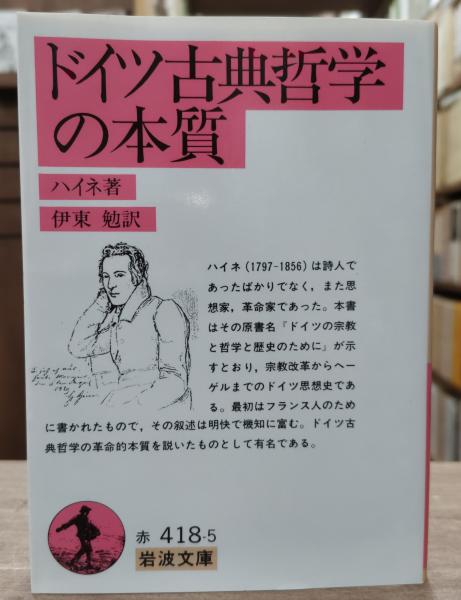 ドイツ古典哲学
の本質
ハイネ著
伊東 勉訳
ハイネ(1797-1856)は詩人で
あったばかりでなく,また思
想家,革命家であった。本書
はその原書名『ドイツの宗教
と哲学と歴史のために』が示
すとおり,宗教改革からヘー
ゲルまでのドイツ思想史であ
る。最初はフランス人のため
に書かれたもので,その叙述は明快で機知に富む。ドイツ古
典哲学の革命的本質を説いたものとして有名である。
赤 418-5
岩波文庫